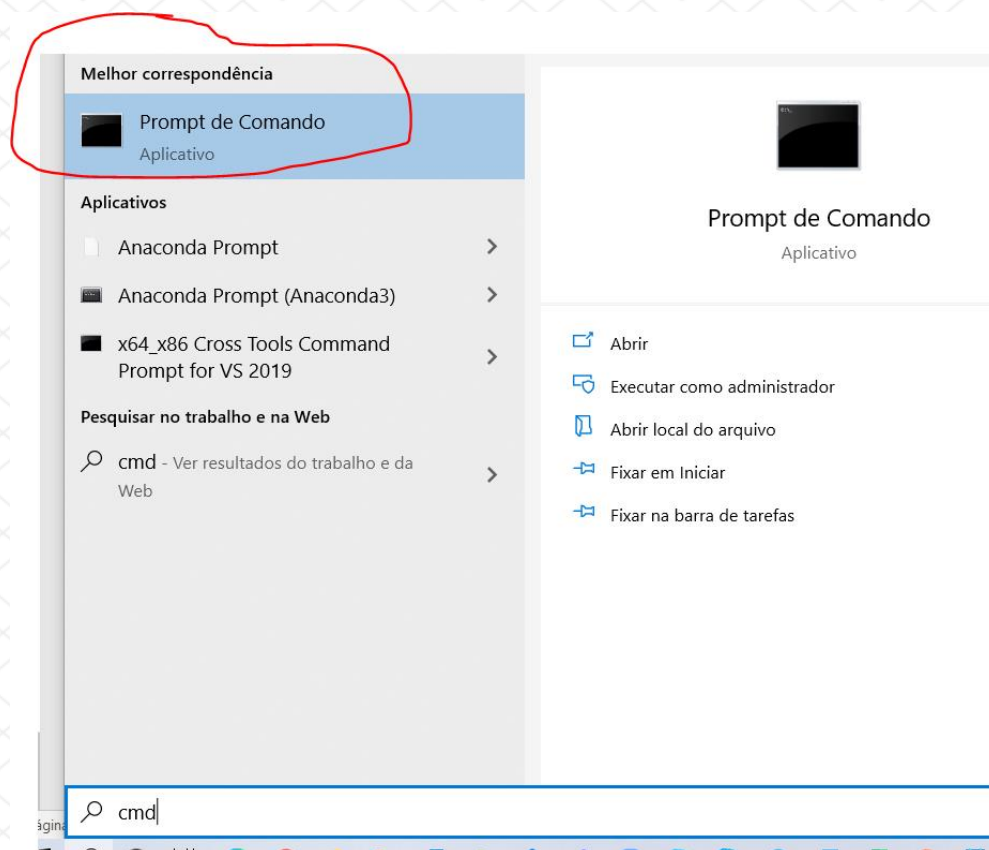 Melhor correspondência
Prompt de Comando
Aplicativo
Aplicativos
Anaconda Prompt
Anaconda Prompt (Anaconda3)
x64_x86 Cross Tools Command
Prompt for VS 2019
Pesquisar no trabalho e na Web
cmd - Ver resultados do trabalho e da
Web
Prompt de Comando
Aplicativo
Abrir
Executar como administrador
Abrir local do arquivo
Fixar em Iniciar
Fixar na barra de tarefas
cmd